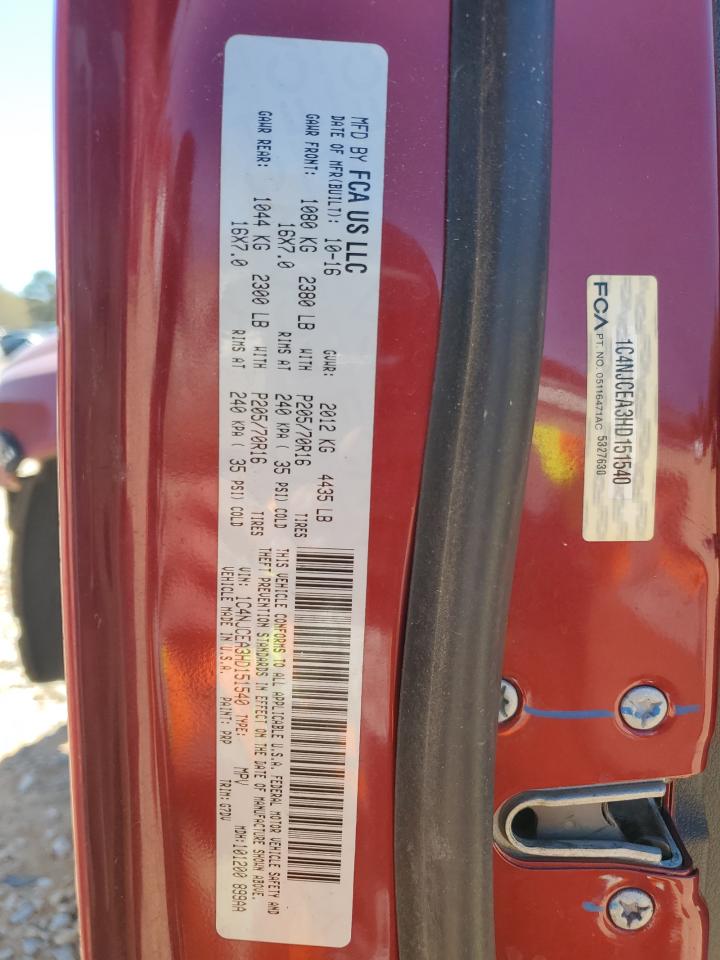 MFD BY FCA US LLC
DATE OF MFR(BUILT): 10-16 GVWR: 2012 KG 4435 LB
GAWR FRONT: 1080 KG 2380 LB WITH P205/70R16 TIRES
16X7.0 RIMS AT 240 KPA ( 35 PSI) COLD
GAWR REAR: 1044 KG 2300 LB WITH P205/70R16 TIRES
16X7.0 RIMS AT 240 KPA ( 35 PSI) COLD
THIS VEHICLE CONFORMS TO ALL APPLICABLE U.S.A. FEDERAL MOTOR VEHICLE SAFETY AND
THEFT PREVENTION STANDARDS IN EFFECT ON THE DATE OF MANUFACTURE SHOWN ABOVE.
VIN: 1C4NJCEA3HD151540 TYPE: MPV MDH:101200 899AA
VEHICLE MADE IN U.S.A. PAINT: PRP TRIM: G7DV
1C4NJCEA3HD151540
FCA PT. NO. 05116471AC 5327630